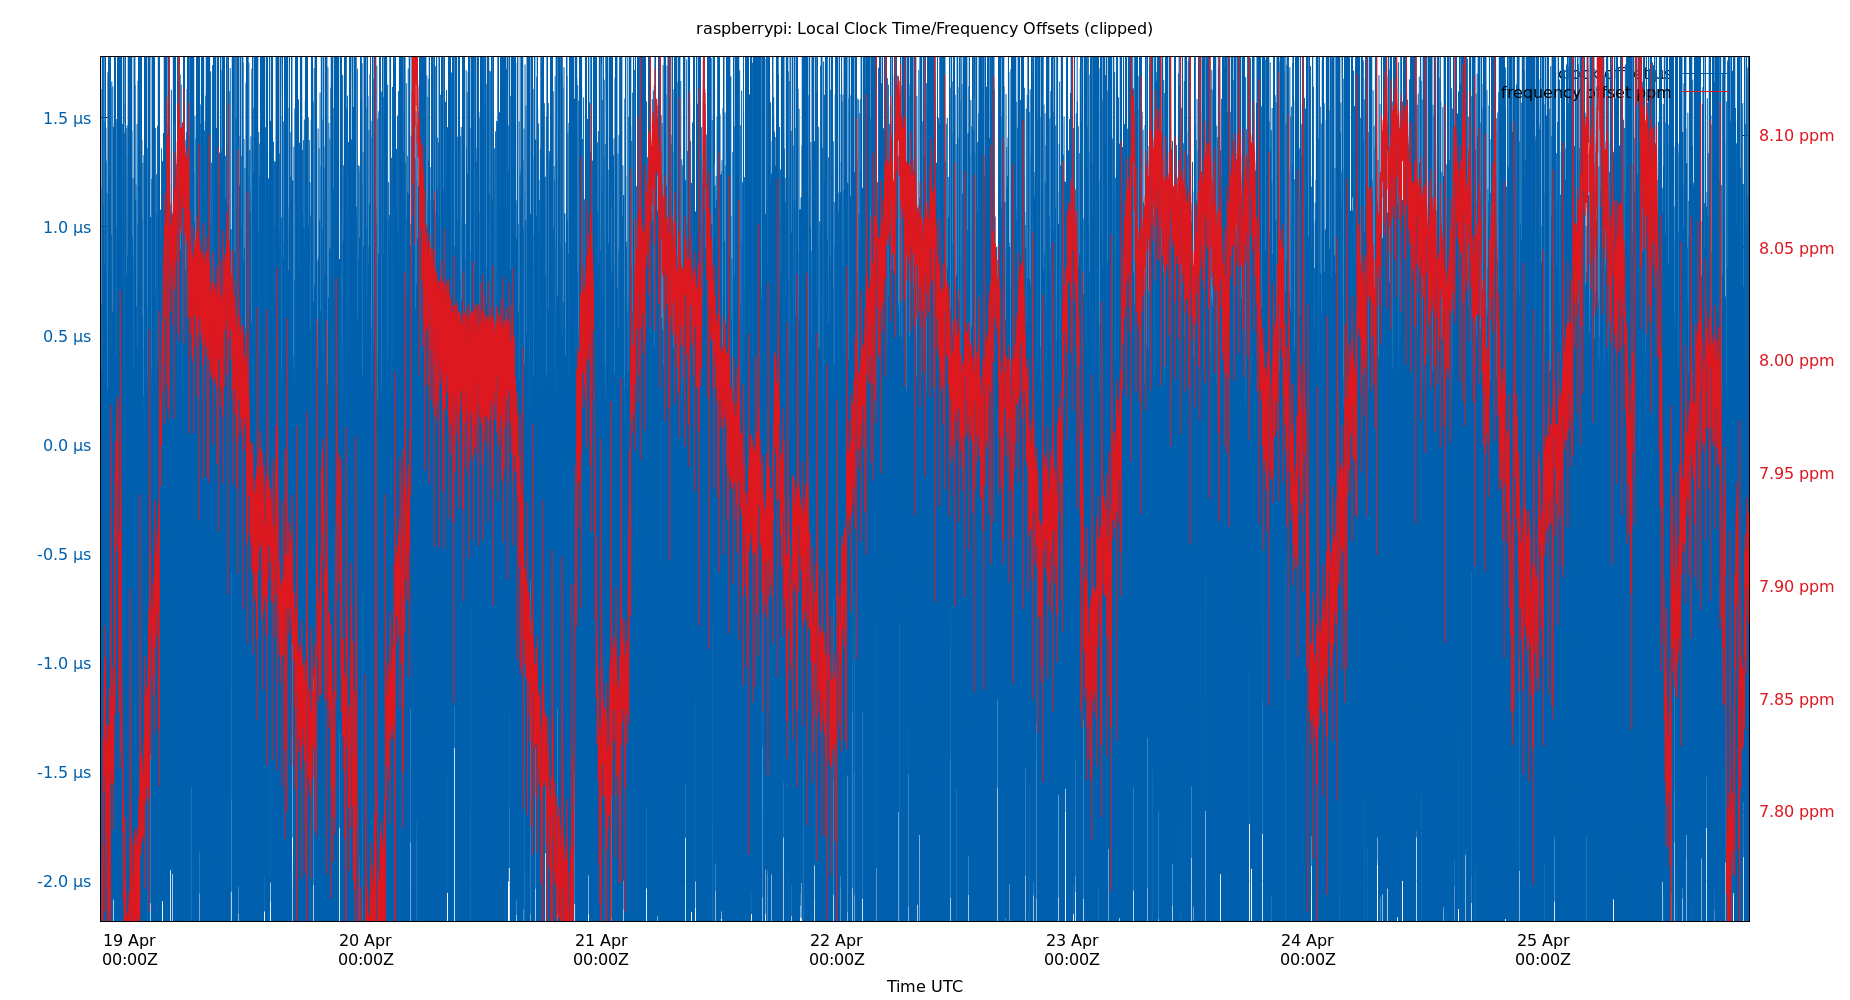 raspberrypi: Local Clock Time/Frequency Offsets (clipped)
frequency offset ppm
1.5 µs
1.0 µs
0.5 µs
0.0 µs
-0.5 µs
-1.0 µs
-1.5 µs
-2.0 µs
8.10 ppm
8.05 ppm
8.00 ppm
7.95 ppm
7.90 ppm
7.85 ppm
7.80 ppm
19 Apr 20 Apr 21 Apr 22 Apr 23 Apr 24 Apr 25 Apr
00:00Z 00:00Z 00:00Z 00:00Z 00:00Z 00:00Z 00:00Z
Time UTC